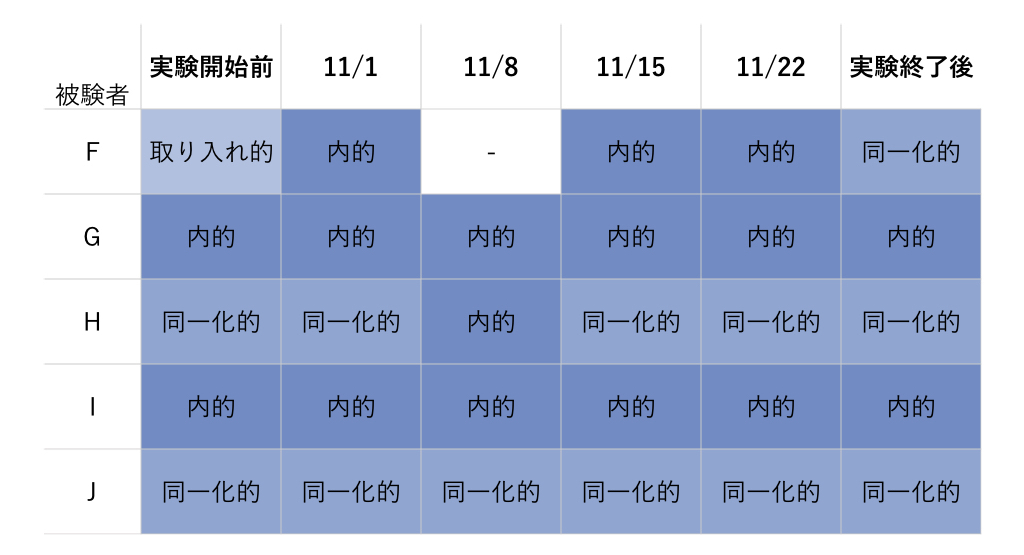 実験開始前 11/1 11/8 11/15 11/22 実験終了後
被験者
F 取り入れ的 内的 - 内的 内的 同一化的
G 内的 内的 内的 内的 内的 内的
H 同一化的 同一化的 内的 同一化的 同一化的 同一化的
I 内的 内的 内的 内的 内的 内的
J 同一化的 同一化的 同一化的 同一化的 同一化的 同一化的